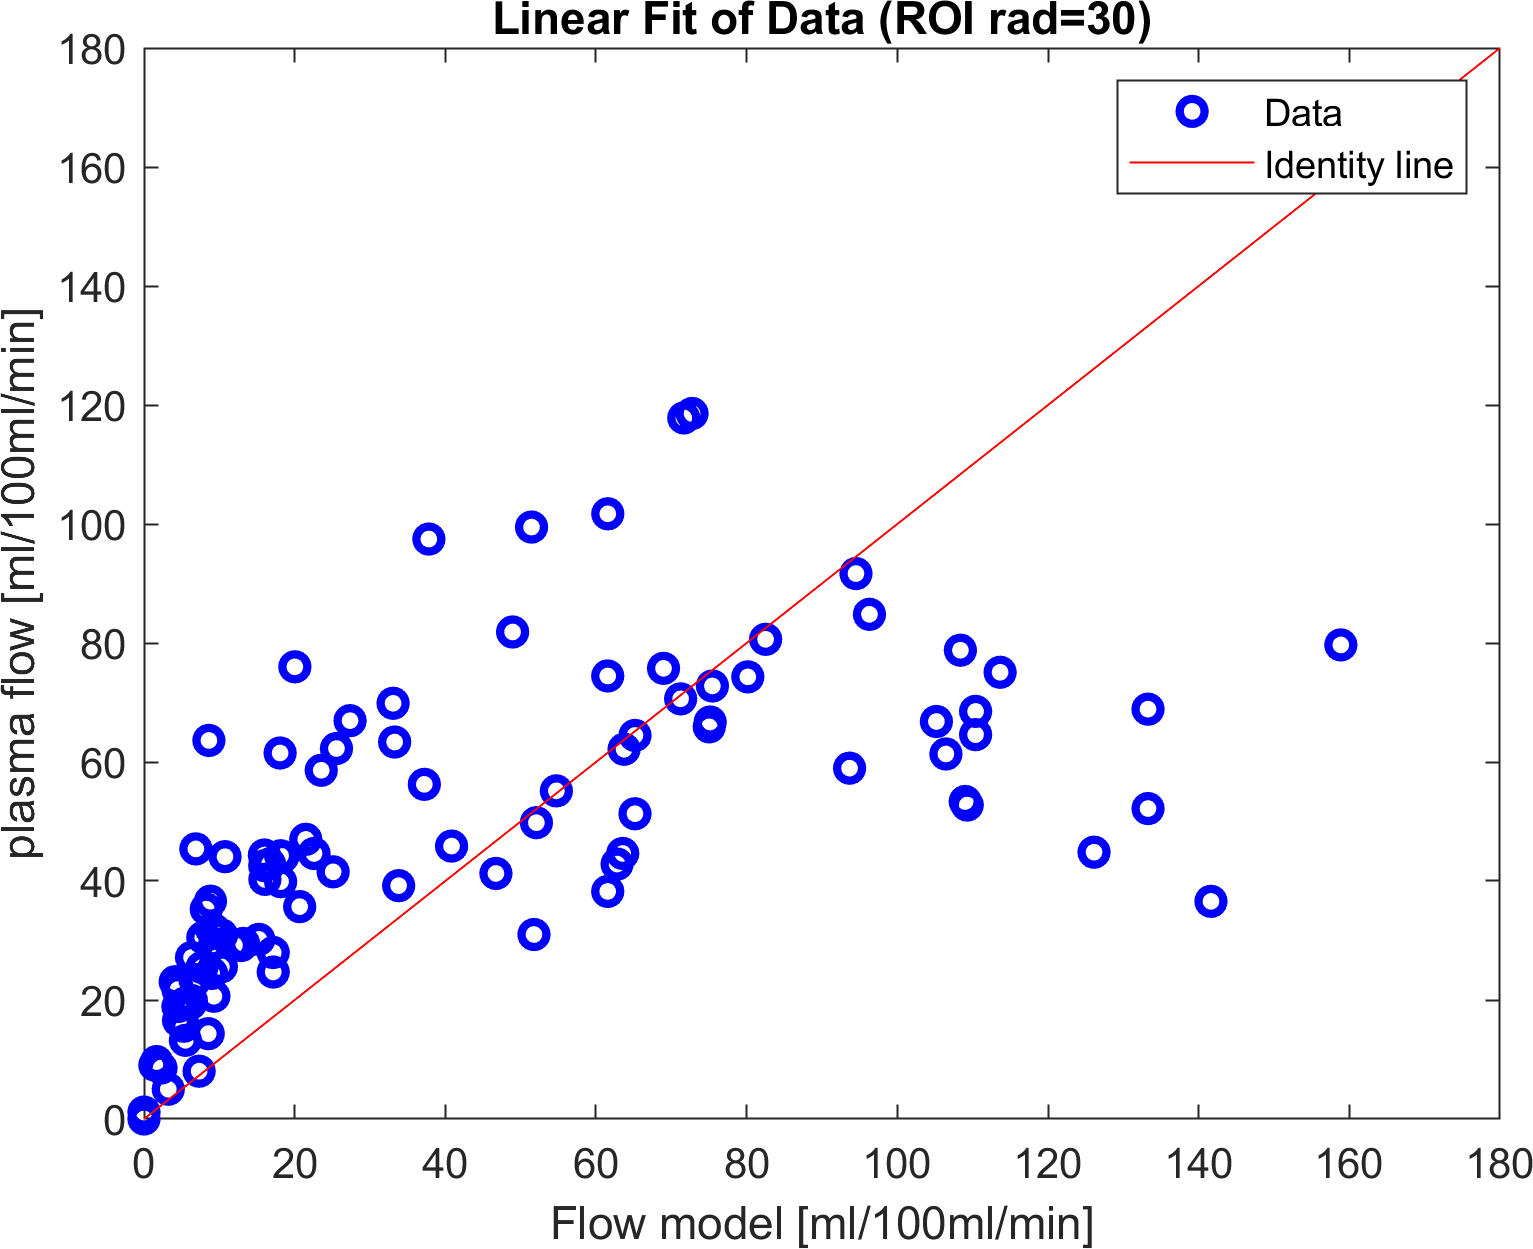 Linear Fit of Data (ROI rad=30)
180
160
140
120
100
80
60
40
20
0
plasma flow [ml/100ml/min]
Data
Identity line
0 20 40 60 80 100 120 140 160 180
Flow model [ml/100ml/min]